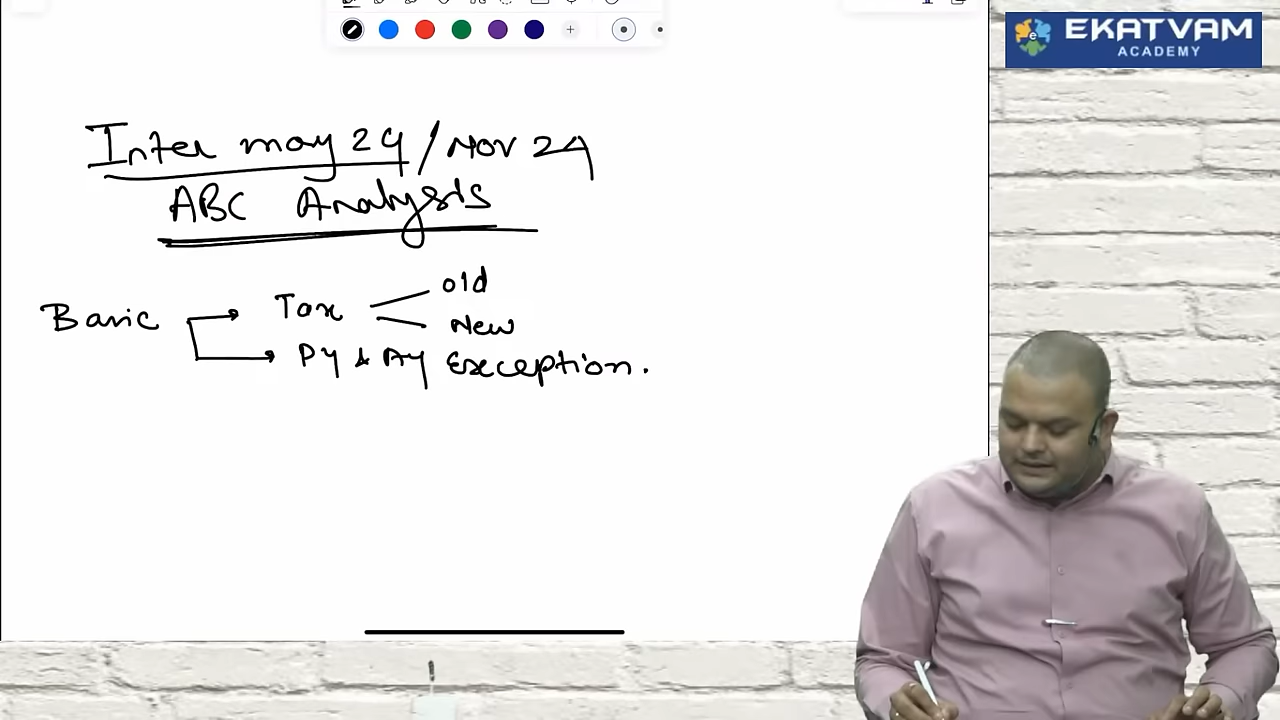 EKATVAM
ACADEMY
Inter may 24 / Nov 24
ABC Analysis
Basic
Tax
old
New
PY & AY Exception.